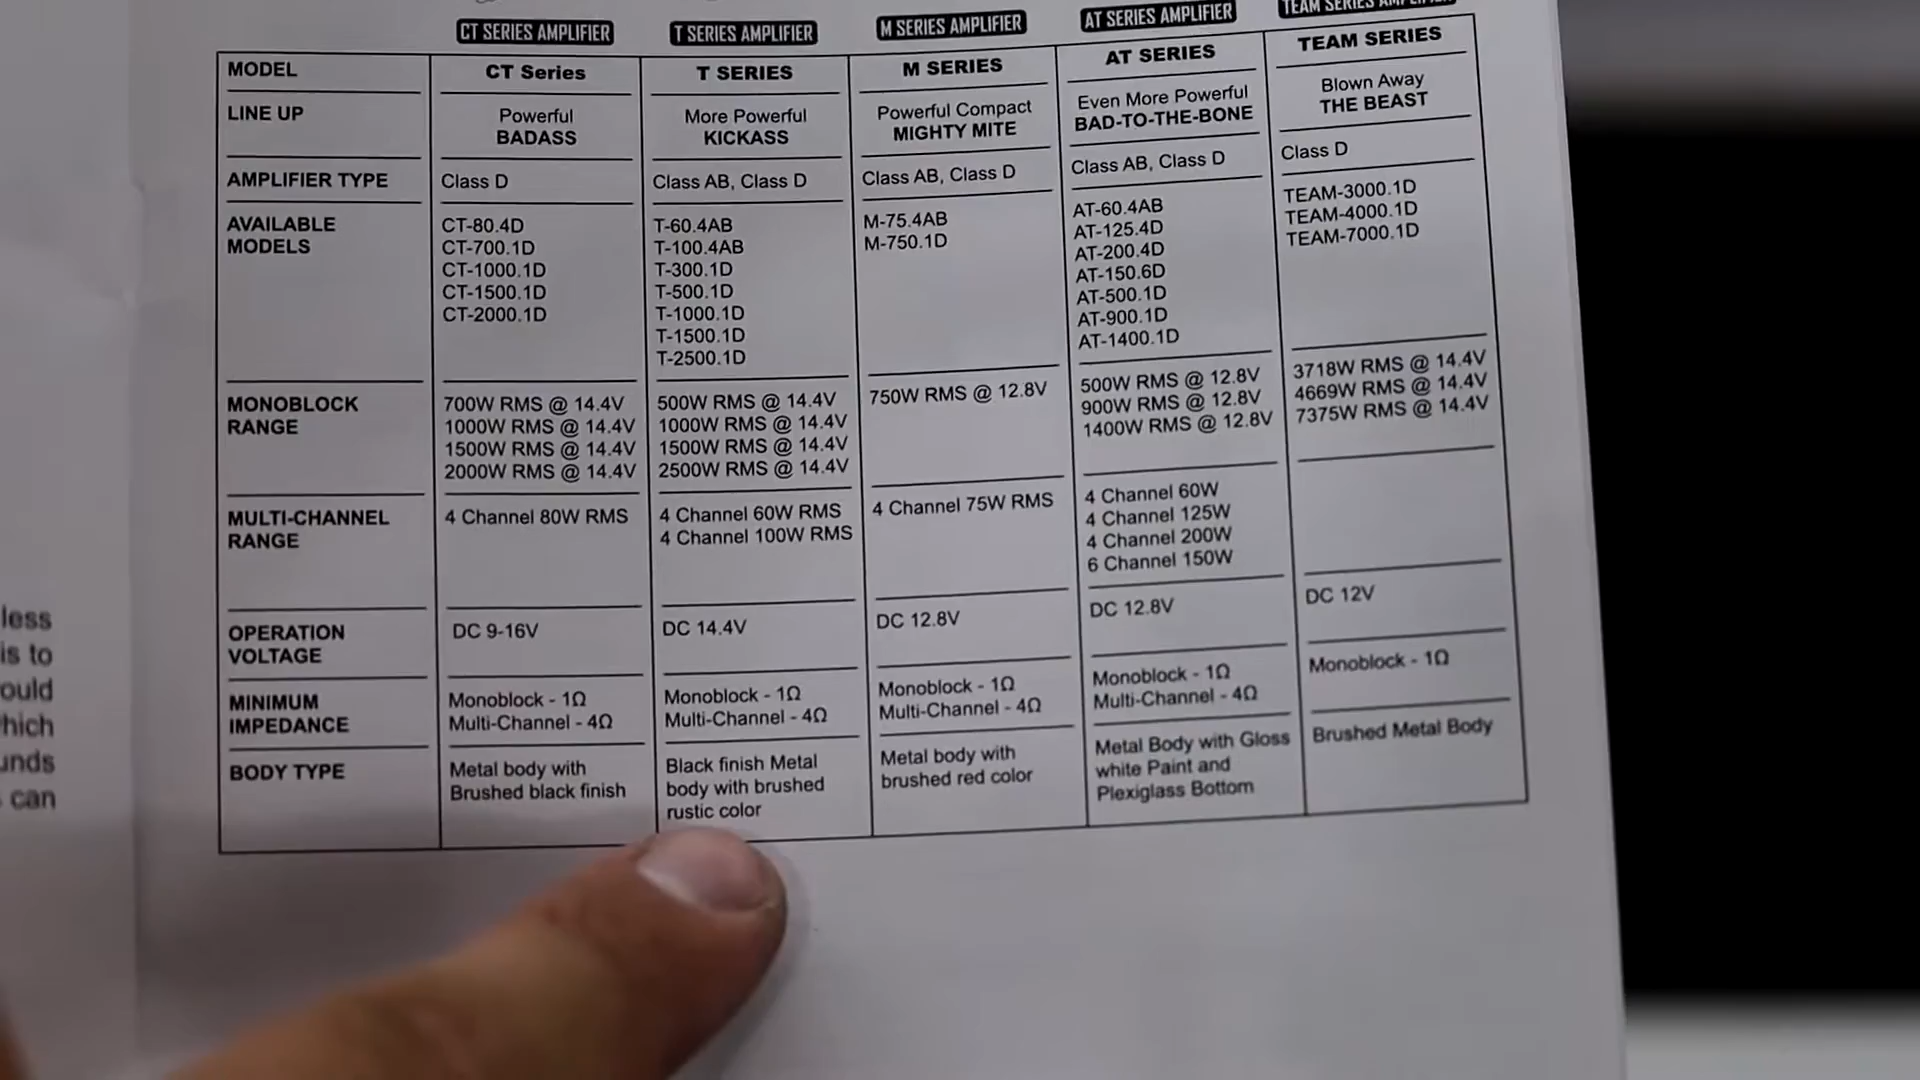 CT SERIES AMPLIFIER
T SERIES AMPLIFIER
M SERIES AMPLIFIER
AT SERIES AMPLIFIER
TEAM SERIES AMPLIFIER
MODEL
CT Series
T SERIES
M SERIES
AT SERIES
TEAM SERIES
LINE UP
Powerful
BADASS
More Powerful
KICKASS
Powerful Compact
MIGHTY MITE
Even More Powerful
BAD-TO-THE-BONE
Blown Away
THE BEAST
AMPLIFIER TYPE
Class D
Class AB, Class D
Class AB, Class D
Class AB, Class D
Class D
AVAILABLE
MODELS
CT-80.4D
CT-700.1D
CT-1000.1D
CT-1500.1D
CT-2000.1D
T-60.4AB
T-100.4AB
T-300.1D
T-500.1D
T-1000.1D
T-1500.1D
T-2500.1D
M-75.4AB
M-750.1D
AT-60.4AB
AT-125.4D
AT-200.4D
AT-150.6D
AT-500.1D
AT-900.1D
AT-1400.1D
TEAM-3000.1D
TEAM-4000.1D
TEAM-7000.1D
MONOBLOCK
RANGE
700W RMS @ 14.4V
1000W RMS @ 14.4V
1500W RMS @ 14.4V
2000W RMS @ 14.4V
500W RMS @ 14.4V
1000W RMS @ 14.4V
1500W RMS @ 14.4V
2500W RMS @ 14.4V
750W RMS @ 12.8V
500W RMS @ 12.8V
900W RMS @ 12.8V
1400W RMS @ 12.8V
3718W RMS @ 14.4V
4669W RMS @ 14.4V
7375W RMS @ 14.4V
MULTI-CHANNEL
RANGE
4 Channel 80W RMS
4 Channel 60W RMS
4 Channel 100W RMS
4 Channel 75W RMS
4 Channel 60W
4 Channel 125W
4 Channel 200W
6 Channel 150W
OPERATION
VOLTAGE
DC 9-16V
DC 14.4V
DC 12.8V
DC 12.8V
DC 12V
MINIMUM
IMPEDANCE
Monoblock - 1Ω
Multi-Channel - 4Ω
Monoblock - 1Ω
Multi-Channel - 4Ω
Monoblock - 1Ω
Multi-Channel - 4Ω
Monoblock - 1Ω
Multi-Channel - 4Ω
Monoblock - 1Ω
BODY TYPE
Metal body with
Brushed black finish
Black finish Metal
body with brushed
rustic color
Metal body with
brushed red color
Metal Body with Gloss
white Paint and
Plexiglass Bottom
Brushed Metal Body
less
is to
can